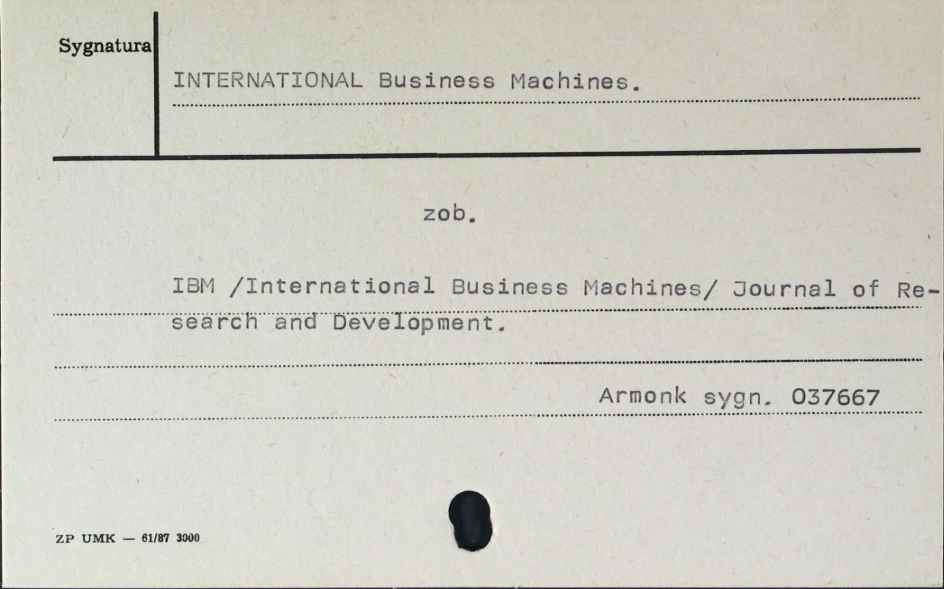 Sygnatura
INTERNATIONAL Business Machines.
zob.
IBM /International Business Machines/ Journal of Re-
search and Development.
Armonk sygn. 037667
ZP UMK — 61/87 3000